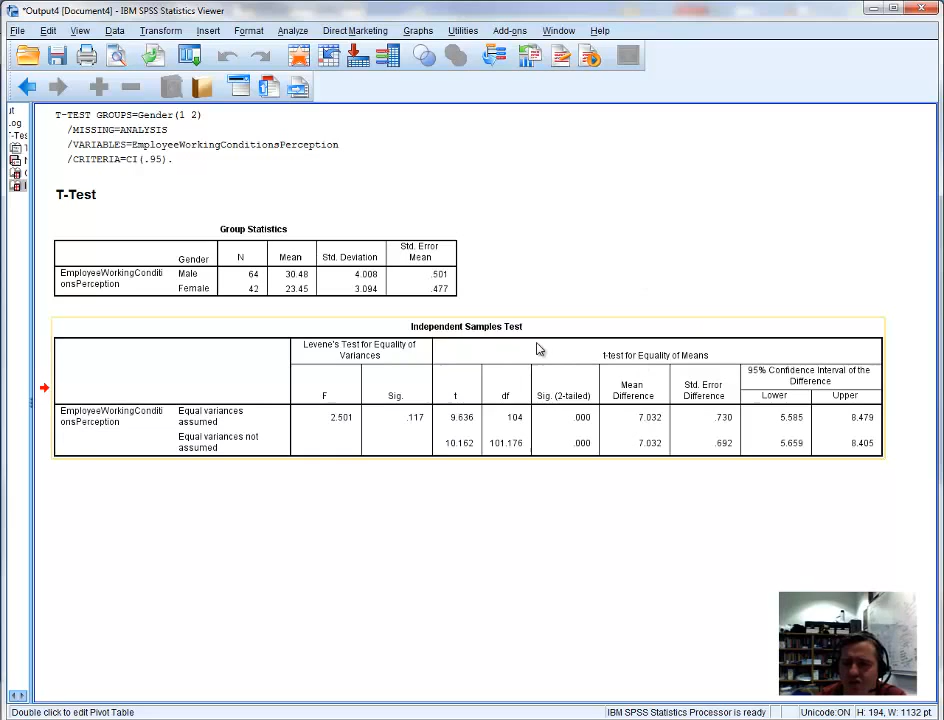 *Output4 [Document4] - IBM SPSS Statistics Viewer
File Edit View Data Transform Insert Format Analyze Direct Marketing Graphs Utilities Add-ons Window Help
T-TEST GROUPS=Gender(1 2)
/MISSING=ANALYSIS
/VARIABLES=EmployeeWorkingConditionsPerception
/CRITERIA=CI(.95).
T-Test
Group Statistics
Gender N Mean Std. Deviation Std. Error Mean
EmployeeWorkingConditionsPerception Male 64 30.48 4.008 .501
Female 42 23.45 3.094 .477
Independent Samples Test
Levene's Test for Equality of Variances t-test for Equality of Means
95% Confidence Interval of the Difference
F Sig. t df Sig. (2-tailed) Mean Difference Std. Error Difference Lower Upper
EmployeeWorkingConditionsPerception Equal variances assumed 2.501 .117 9.636 104 .000 7.032 .730 5.585 8.479
Equal variances not assumed 10.162 101.176 .000 7.032 .692 5.659 8.405
Double click to edit Pivot Table
IBM SPSS Statistics Processor is ready Unicode:ON H: 194, W: 1132 pt.